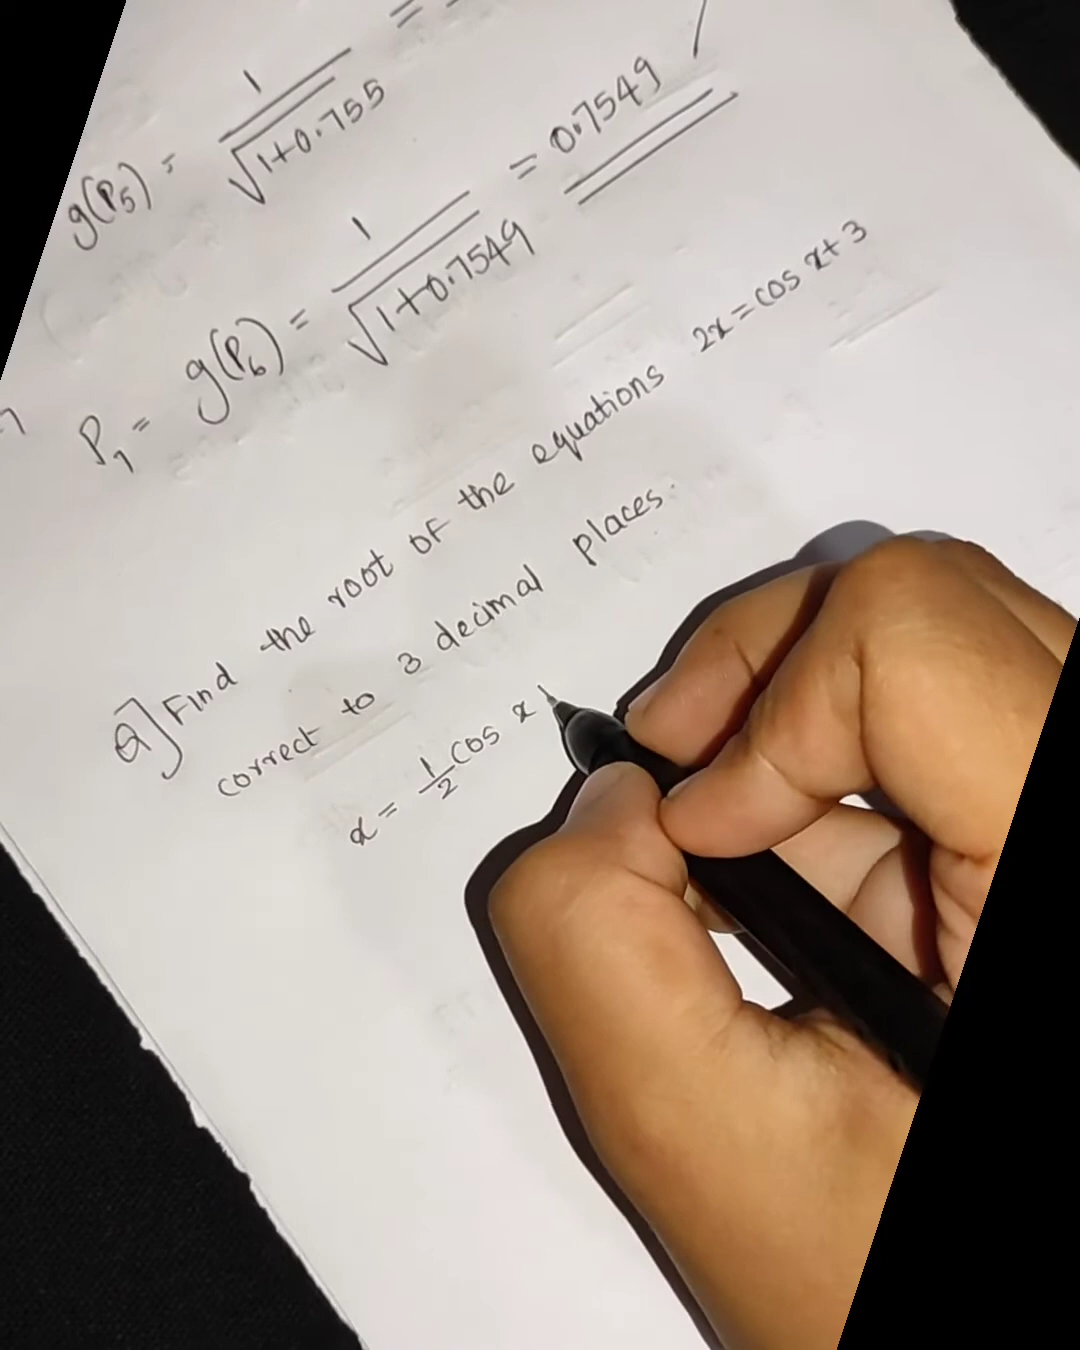 =
g(P₅) = 1/√1+0.755
P₇ = g(P₆) = 1/√1+0.7549 = 0.7549
Q] Find the root of the equations 2x = cos x + 3
correct to 3 decimal places.
x = 1/2 cos x